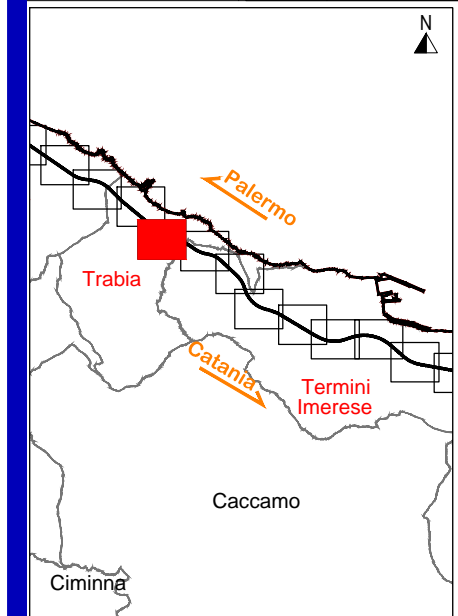 N
Palermo
Trabia
Catania
Termini
Imerese
Caccamo
Ciminna